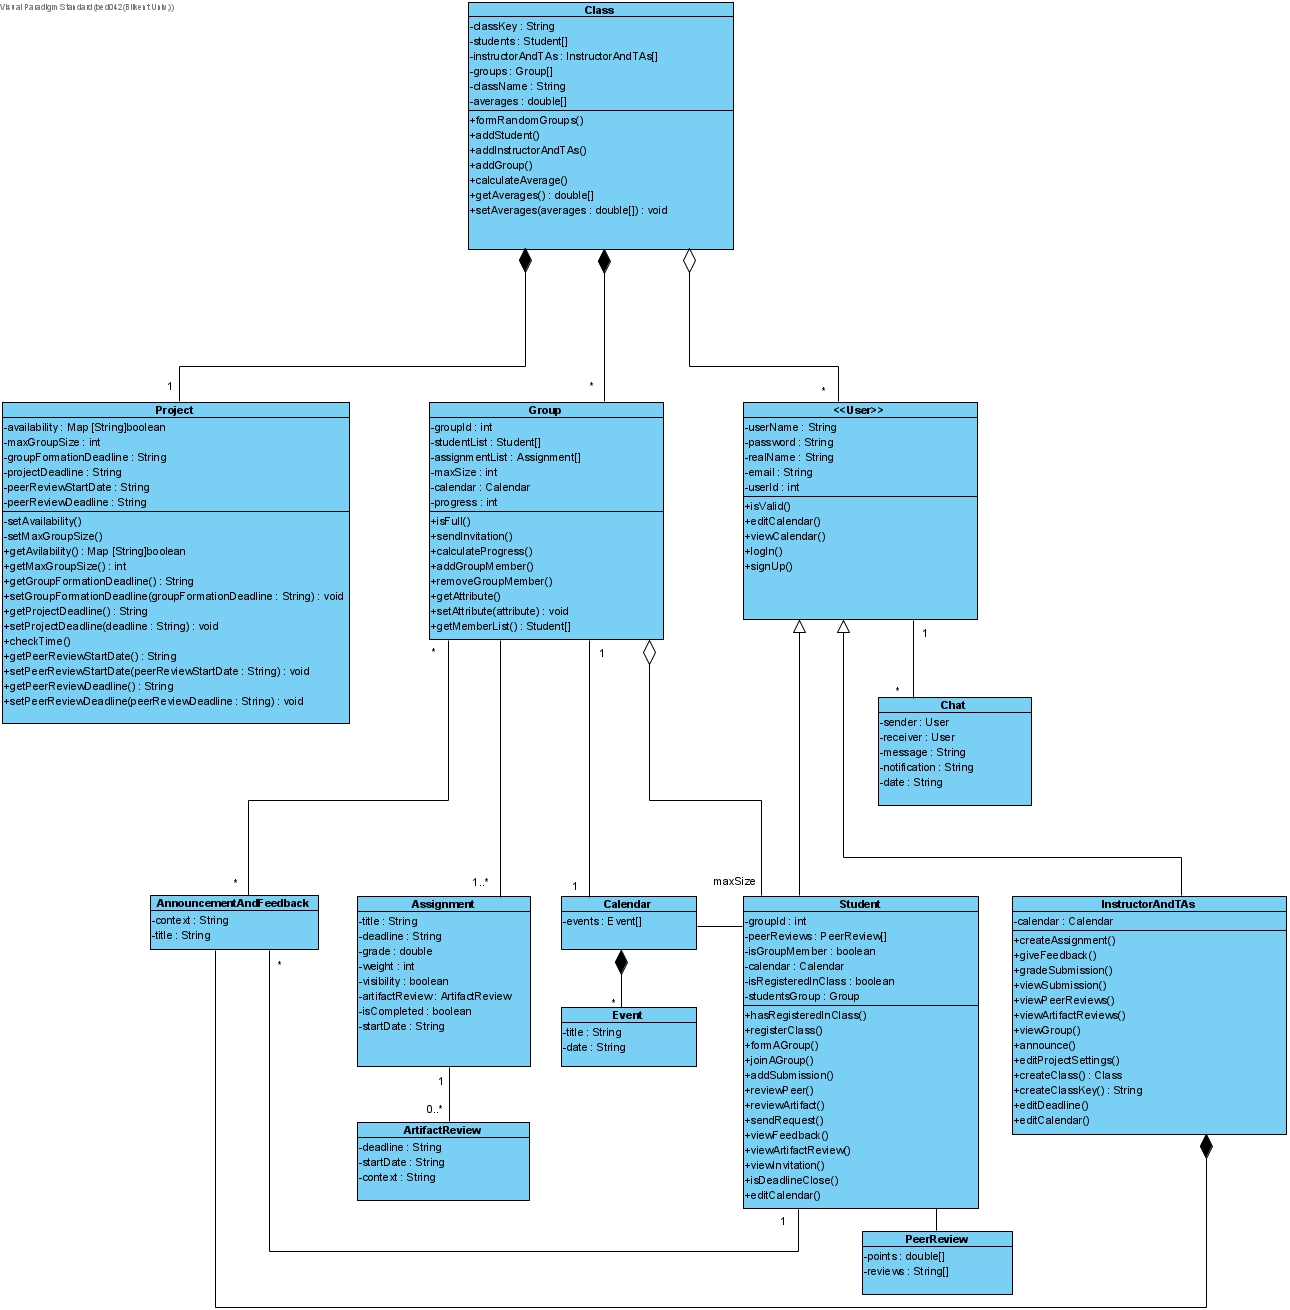 Visual Paradigm Standard(bed042(Bilkent Univ.))
Class
-classKey : String
-students : Student[]
-instructorAndTAs : InstructorAndTAs[]
-groups : Group[]
-className : String
-averages : double[]
+formRandomGroups()
+addStudent()
+addInstructorAndTAs()
+addGroup()
+calculateAverage()
+getAverages() : double[]
+setAverages(averages : double[]) : void
1
*
*
Project
-availability : Map [String]boolean
-maxGroupSize : int
-groupFormationDeadline : String
-projectDeadline : String
-peerReviewStartDate : String
-peerReviewDeadline : String
-setAvailability()
-setMaxGroupSize()
+getAvilability() : Map [String]boolean
+getMaxGroupSize() : int
+getGroupFormationDeadline() : String
+setGroupFormationDeadline(groupFormationDeadline : String) : void
+getProjectDeadline() : String
+setProjectDeadline(deadline : String) : void
+checkTime()
+getPeerReviewStartDate() : String
+setPeerReviewStartDate(peerReviewStartDate : String) : void
+getPeerReviewDeadline() : String
+setPeerReviewDeadline(peerReviewDeadline : String) : void
Group
-groupId : int
-studentList : Student[]
-assignmentList : Assignment[]
-maxSize : int
-calendar : Calendar
-progress : int
+isFull()
+sendInvitation()
+calculateProgress()
+addGroupMember()
+removeGroupMember()
+getAttribute()
+setAttribute(attribute) : void
+getMemberList() : Student[]
<<User>>
-userName : String
-password : String
-realName : String
-email : String
-userId : int
+isValid()
+editCalendar()
+viewCalendar()
+logIn()
+signUp()
*
1
1
*
Chat
-sender : User
-receiver : User
-message : String
-notification : String
-date : String
*
1..*
1
maxSize
AnnouncementAndFeedback
-context : String
-title : String
*
Assignment
-title : String
-deadline : String
-grade : double
-weight : int
-visibility : boolean
-artifactReview : ArtifactReview
-isCompleted : boolean
-startDate : String
1
0..*
ArtifactReview
-deadline : String
-startDate : String
-context : String
Calendar
-events : Event[]
*
Event
-title : String
-date : String
Student
-groupId : int
-peerReviews : PeerReview[]
-isGroupMember : boolean
-calendar : Calendar
-isRegisteredInClass : boolean
-studentsGroup : Group
+hasRegisteredInClass()
+registerClass()
+formAGroup()
+joinAGroup()
+addSubmission()
+reviewPeer()
+reviewArtifact()
+sendRequest()
+viewFeedback()
+viewArtifactReview()
+viewInvitation()
+isDeadlineClose()
+editCalendar()
1
InstructorAndTAs
-calendar : Calendar
+createAssignment()
+giveFeedback()
+gradeSubmission()
+viewSubmission()
+viewPeerReviews()
+viewArtifactReviews()
+viewGroup()
+announce()
+editProjectSettings()
+createClass() : Class
+createClassKey() : String
+editDeadline()
+editCalendar()
PeerReview
-points : double[]
-reviews : String[]